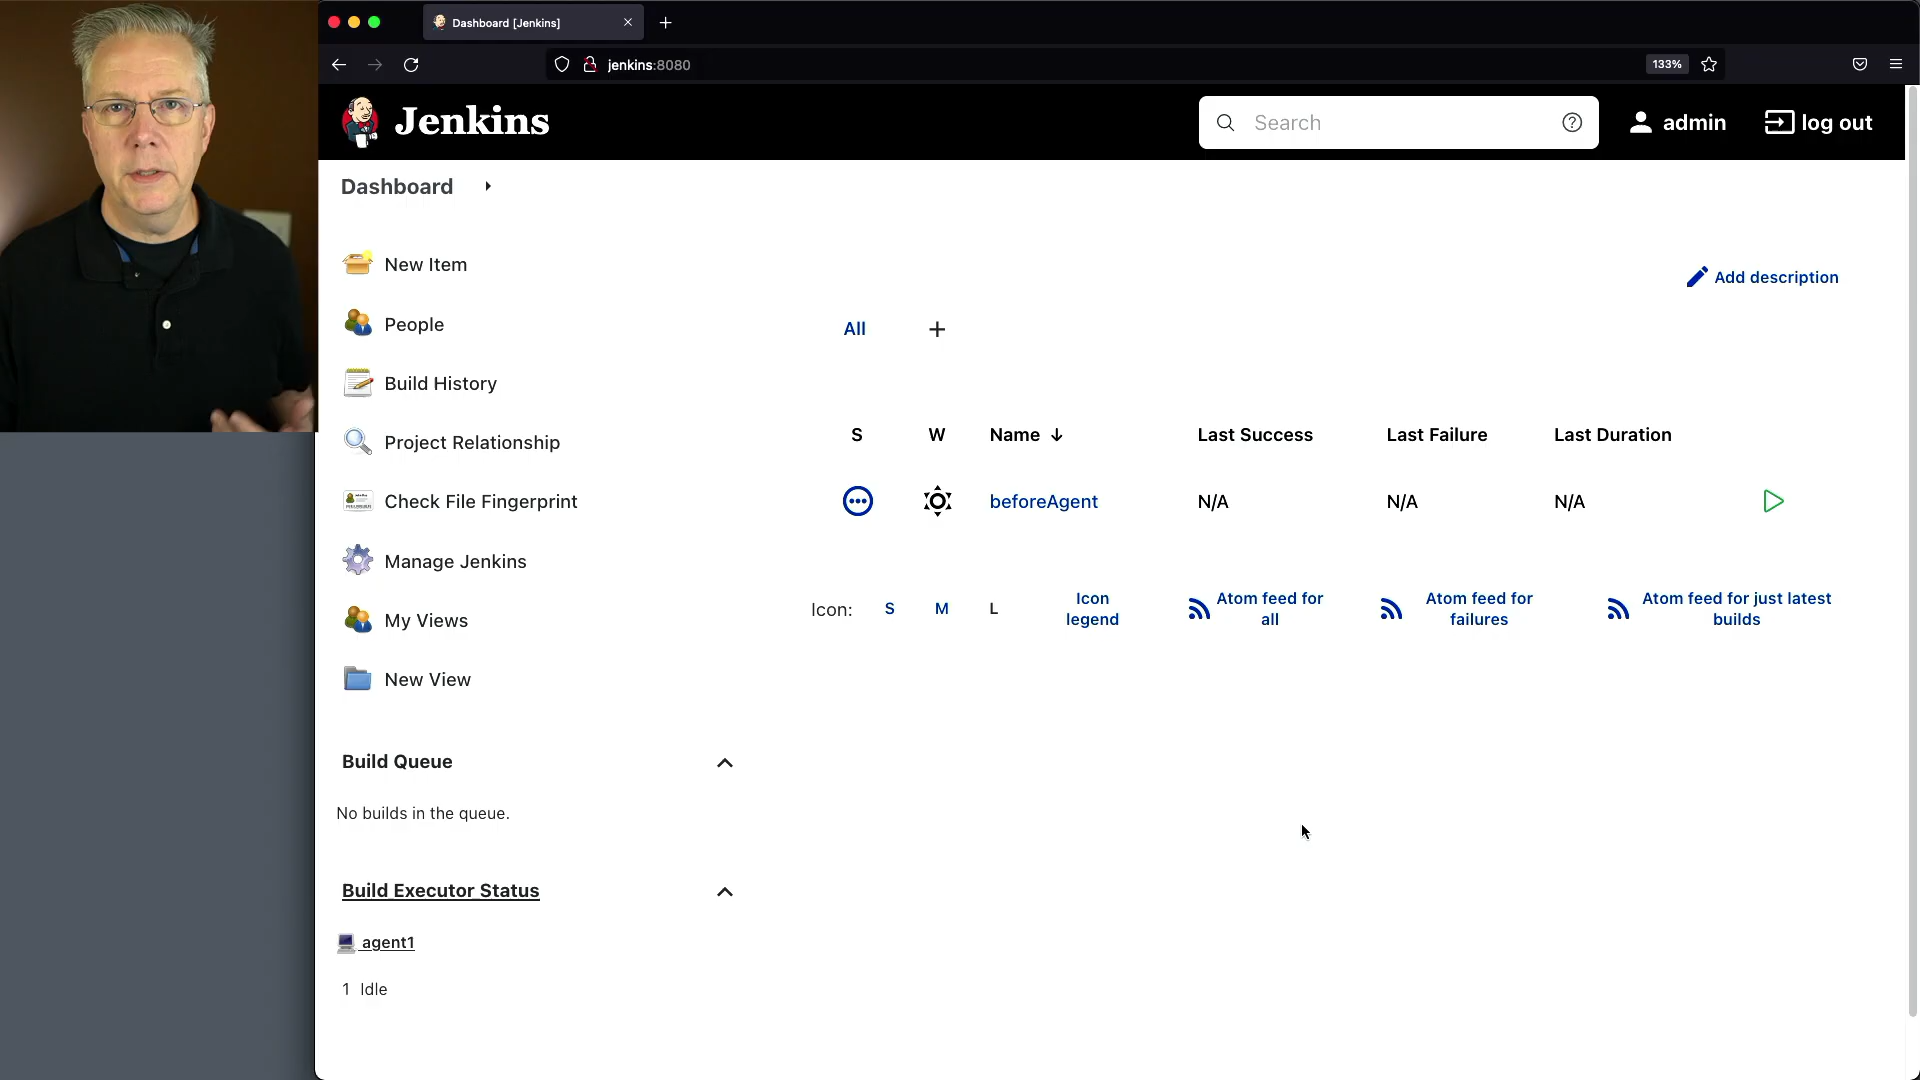 Dashboard [Jenkins]
jenkins:8080
133%
Jenkins
Search
admin
log out
Dashboard
New Item
People
Build History
Project Relationship
Check File Fingerprint
Manage Jenkins
My Views
New View
Add description
All +
S W Name ↓ Last Success Last Failure Last Duration
beforeAgent N/A N/A N/A
Icon: S M L
Icon
legend
Atom feed for
all
Atom feed for
failures
Atom feed for just latest
builds
Build Queue
No builds in the queue.
Build Executor Status
agent1
1 Idle